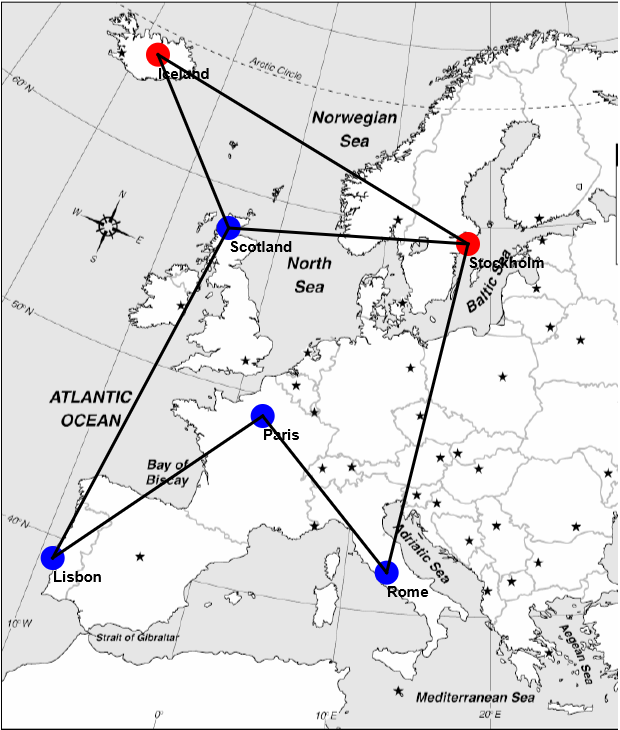 Iceland
Arctic Circle
60°N
Norwegian
Sea
N
W
E
S
Scotland
Stockholm
North
Sea
Baltic Sea
50°N
ATLANTIC
OCEAN
Paris
Bay of
Biscay
40°N
Adriatic Sea
Lisbon
Rome
10°W
Strait of Gibraltar
Aegean Sea
Mediterranean Sea
0°
10°E
20°E